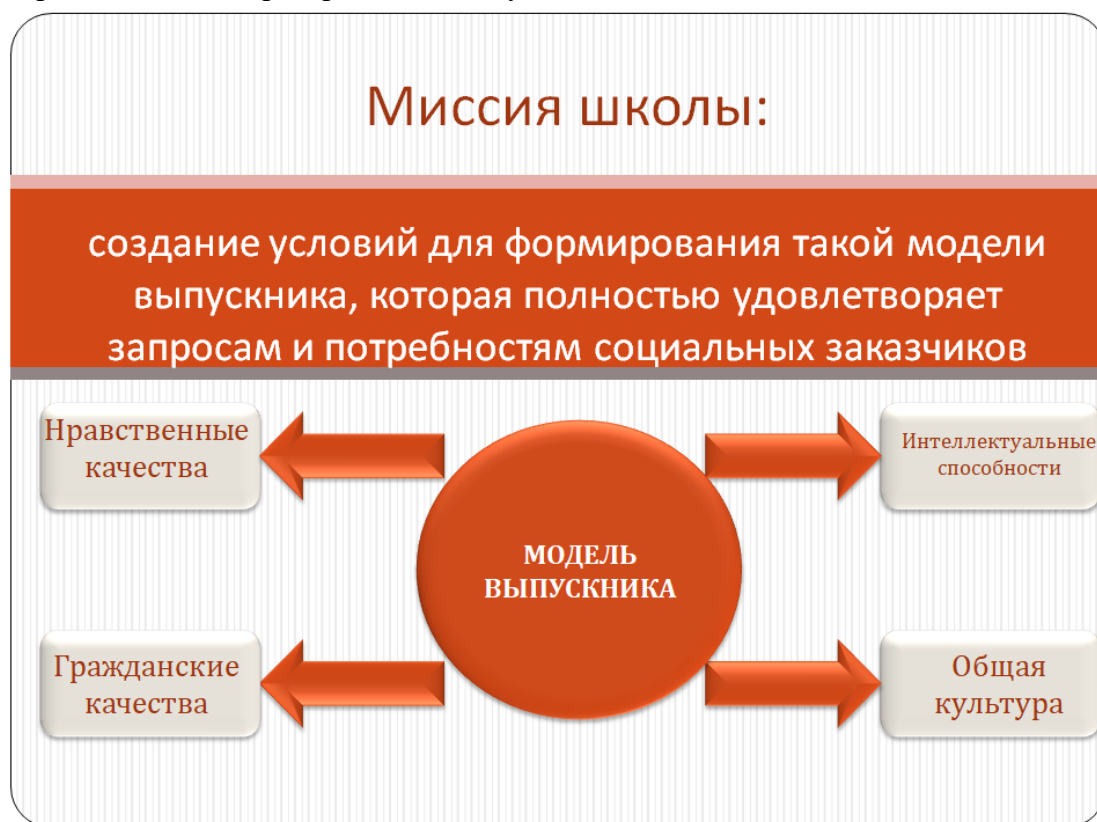 Миссия школы:
создание условий для формирования такой модели
выпускника, которая полностью удовлетворяет
запросам и потребностям социальных заказчиков
Нравственные
качества
Интеллектуальные
способности
МОДЕЛЬ
ВЫПУСКНИКА
Гражданские
качества
Общая
культура